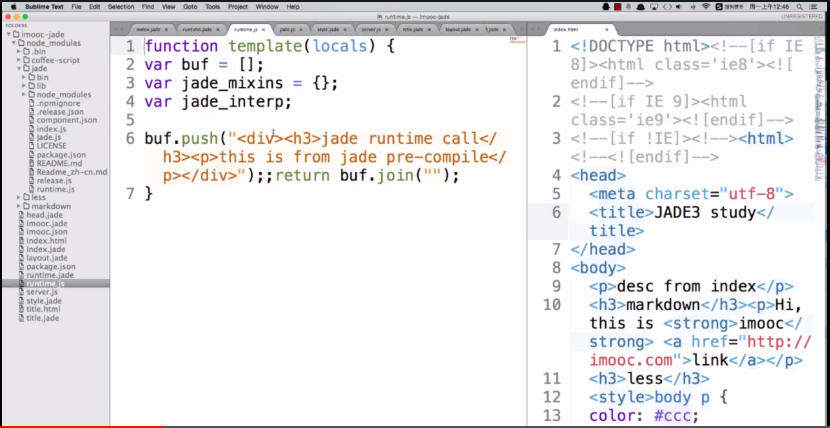 Sublime Text File Edit Selection Find View Goto Tools Project Window Help
周一上午12:46
runtime.js — imooc-jade
UNREGISTERED
FOLDERS
imooc-jade
node_modules
.bin
coffee-script
jade
bin
lib
node_modules
.npmignore
.release.json
component.json
index.js
jade.js
LICENSE
package.json
README.md
Readme_zh-cn.md
release.js
runtime.js
less
markdown
head.jade
imooc.jade
imooc.json
index.html
index.jade
layout.jade
package.json
runtime.jade
runtime.js
server.js
style.jade
title.html
title.jade
runtime.jade runtime.js style.jade server.js title.jade layout.jade
1 function template(locals) {
2 var buf = [];
3 var jade_mixins = {};
4 var jade_interp;
5
6 buf.push("<div><h3>jade runtime call</
h3><p>this is from jade pre-compile</
p></div>");;return buf.join("");
7 }
index.html
1 <!DOCTYPE html><!--[if IE
8]><html class='ie8'><![
endif]-->
2 <!--[if IE 9]><html
class='ie9'><![endif]-->
3 <!--[if !IE]><!--><html>
<!--<![endif]-->
4 <head>
5 <meta charset="utf-8">
6 <title>JADE3 study</
title>
7 </head>
8 <body>
9 <p>desc from index</p>
10 <h3>markdown</h3><p>Hi,
this is <strong>imooc</
strong> <a href="http://
imooc.com">link</a></p>
11 <h3>less</h3>
12 <style>body p {
13 color: #ccc;